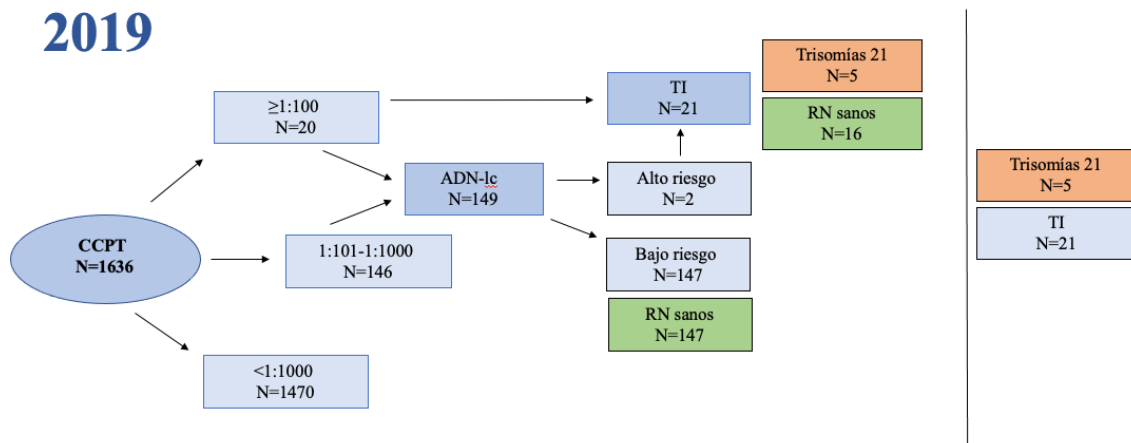 2019
≥1:100
N=20
TI
N=21
Trisomías 21
N=5
RN sanos
N=16
ADN-lc
N=149
Alto riesgo
N=2
CCPT
N=1636
1:101-1:1000
N=146
Bajo riesgo
N=147
RN sanos
N=147
<1:1000
N=1470
Trisomías 21
N=5
TI
N=21